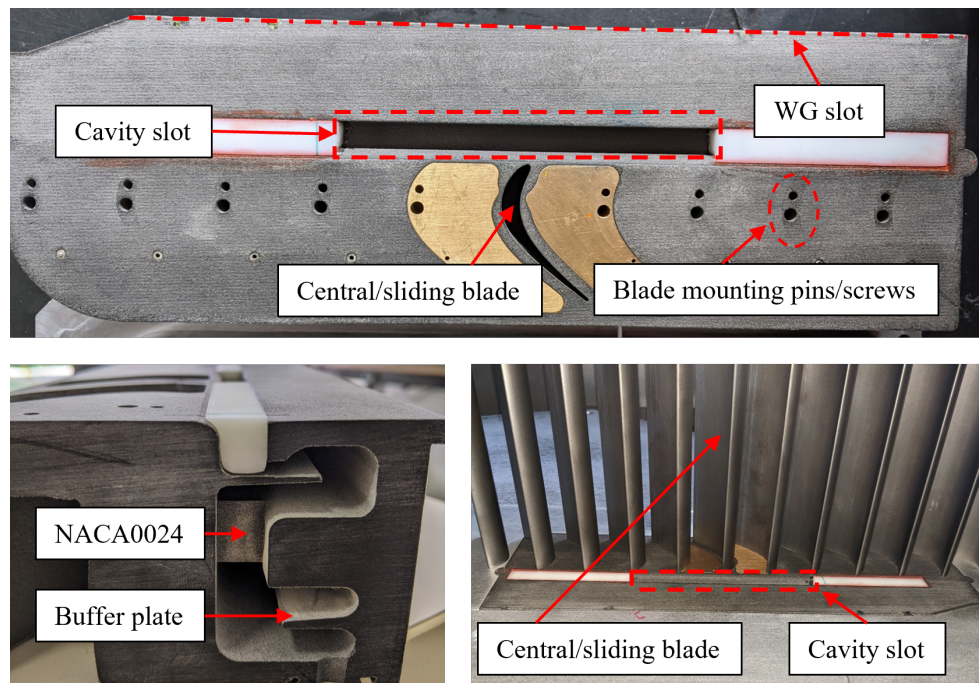 Cavity slot
WG slot
Central/sliding blade
Blade mounting pins/screws
NACA0024
Buffer plate
Central/sliding blade
Cavity slot